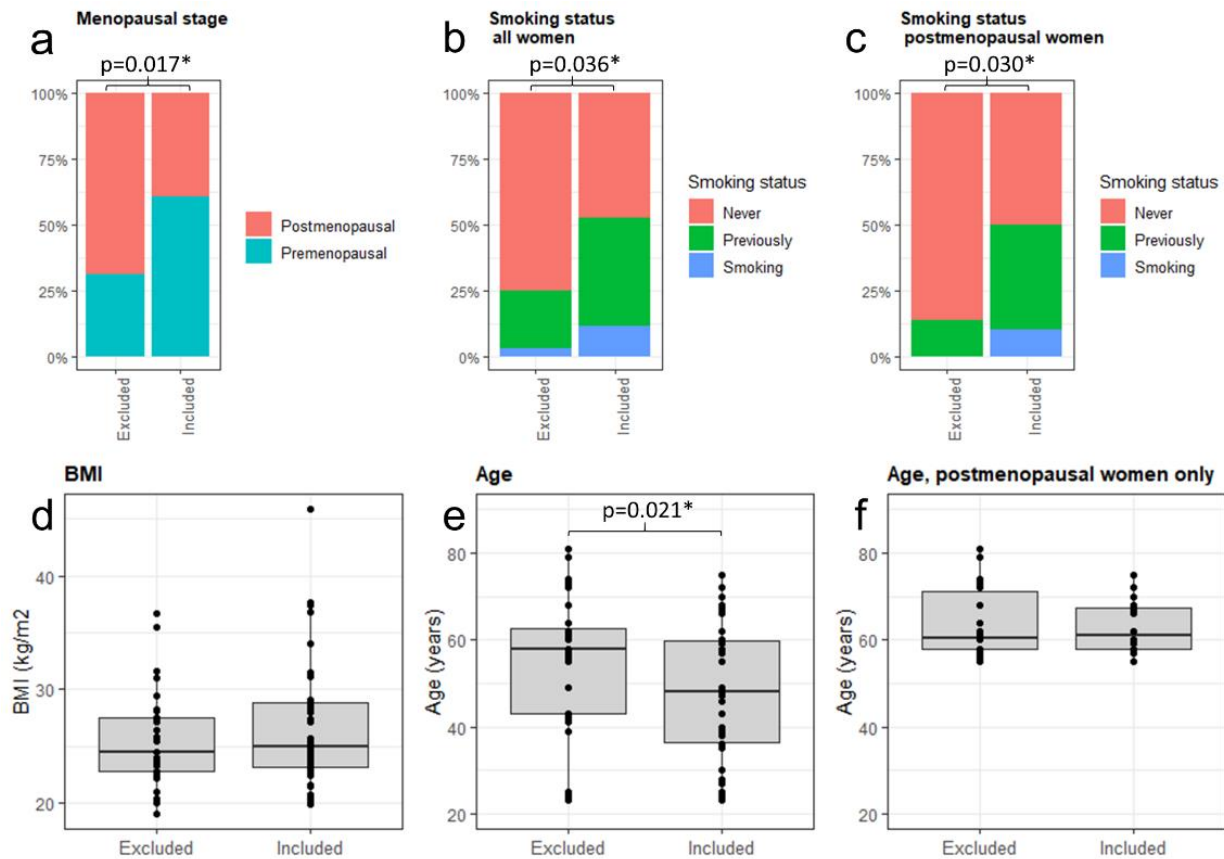 a
Menopausal stage
p=0.017*
100%
75%
50%
25%
0%
Excluded
Included
Postmenopausal
Premenopausal
b
Smoking status
all women
p=0.036*
100%
75%
50%
25%
0%
Excluded
Included
Smoking status
Never
Previously
Smoking
c
Smoking status
postmenopausal women
p=0.030*
100%
75%
50%
25%
0%
Excluded
Included
Smoking status
Never
Previously
Smoking
BMI
d
BMI (kg/m2)
40
30
20
Excluded
Included
Age
e
p=0.021*
Age (years)
80
60
40
20
Excluded
Included
Age, postmenopausal women only
f
Age (years)
80
60
40
20
Excluded
Included